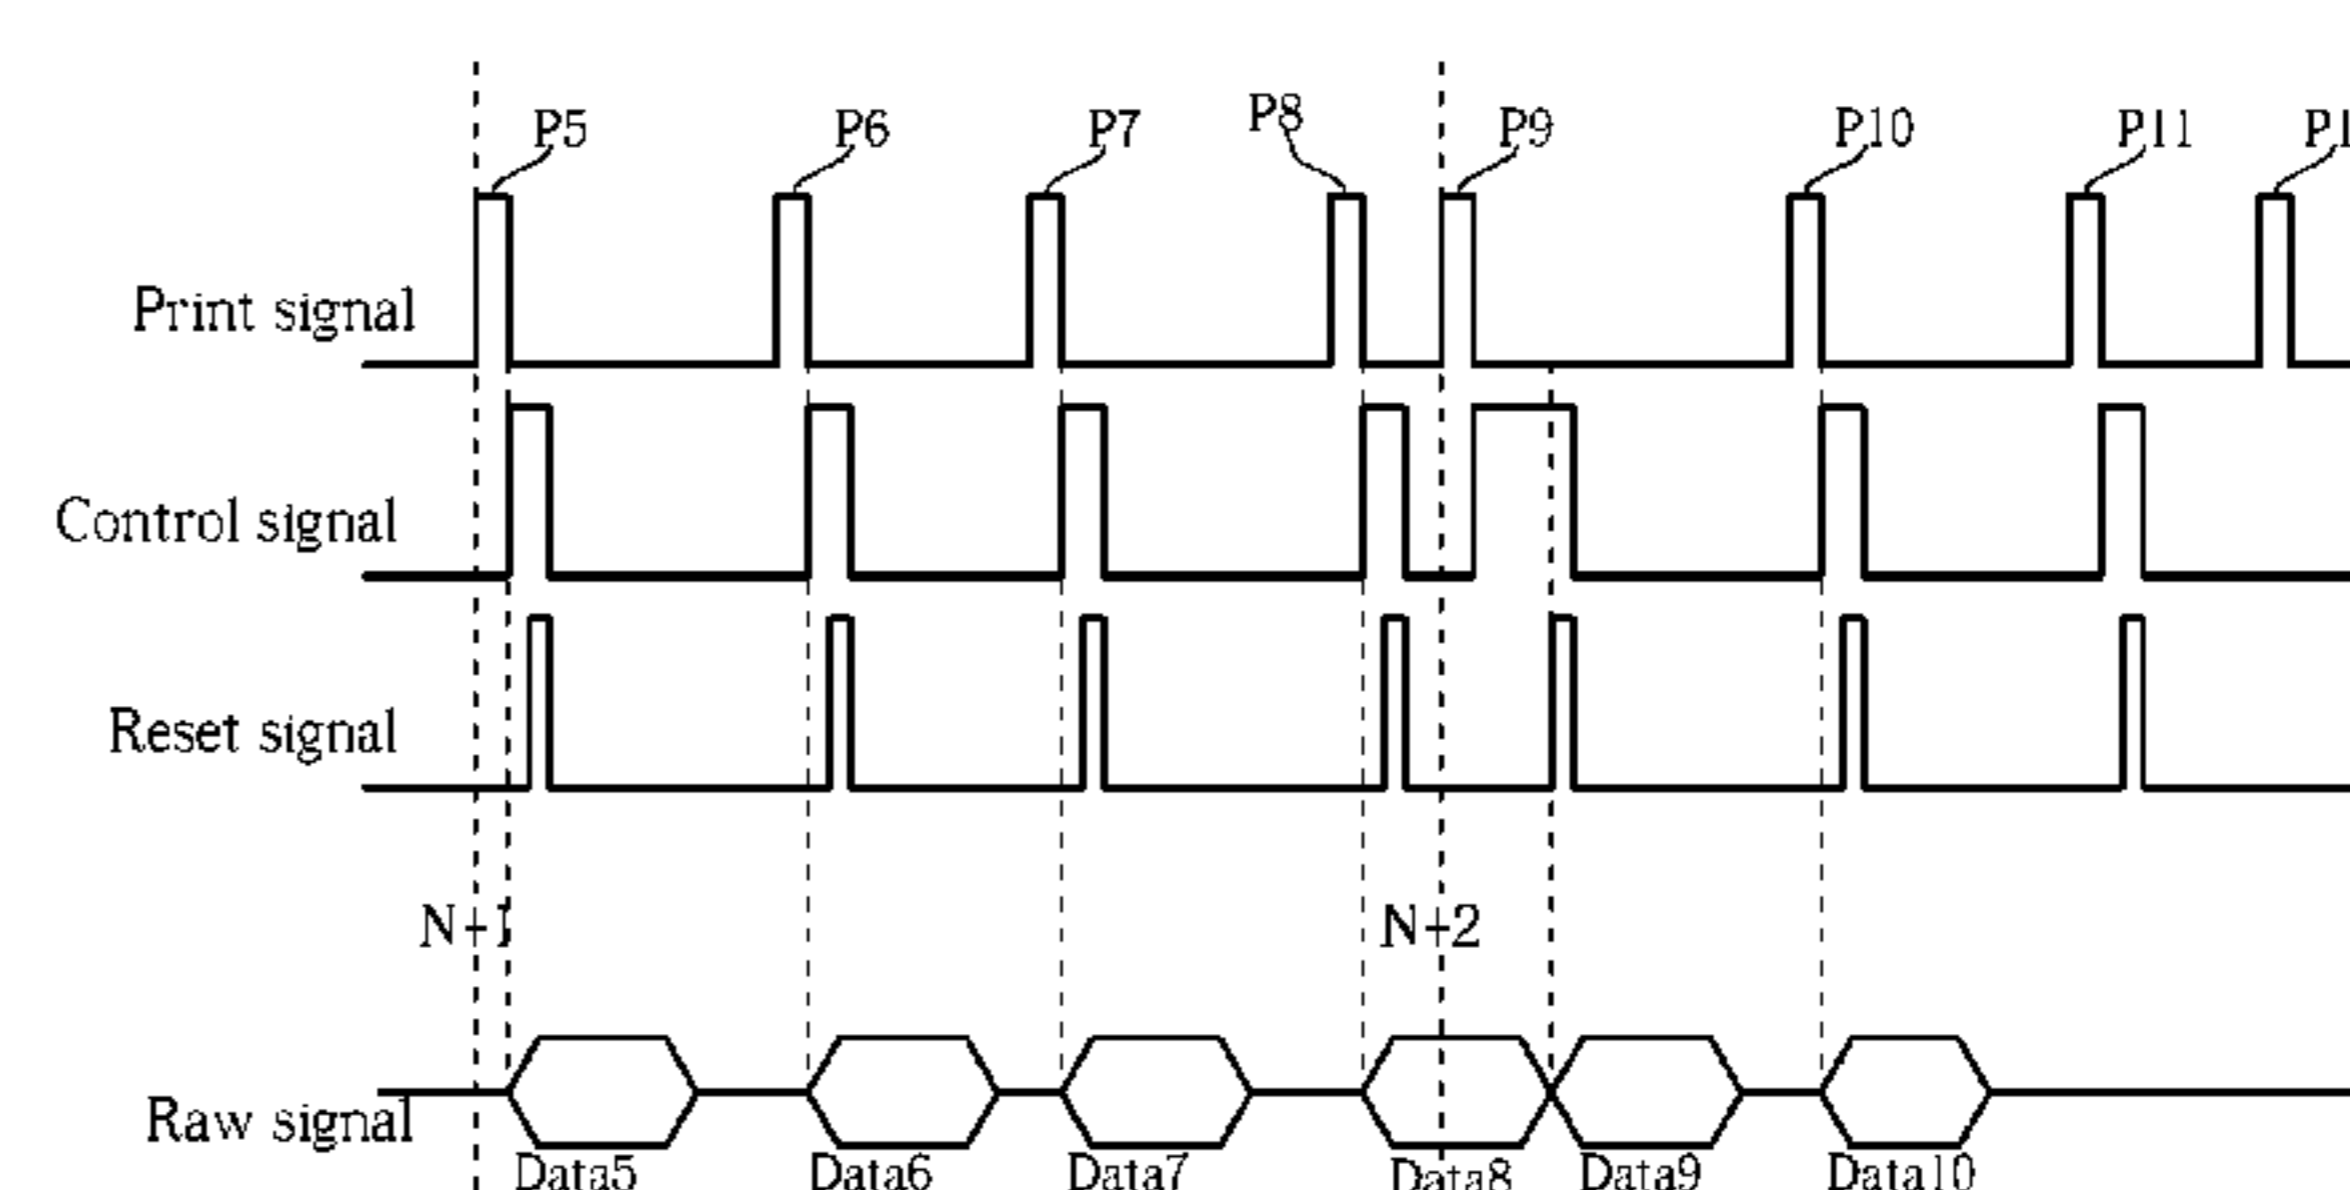 P5 P6 P7 P8 P9 P10 P11
Print signal
Control signal
Reset signal
N+1 N+2
Raw signal
Data5 Data6 Data7 Data8 Data9 Data10